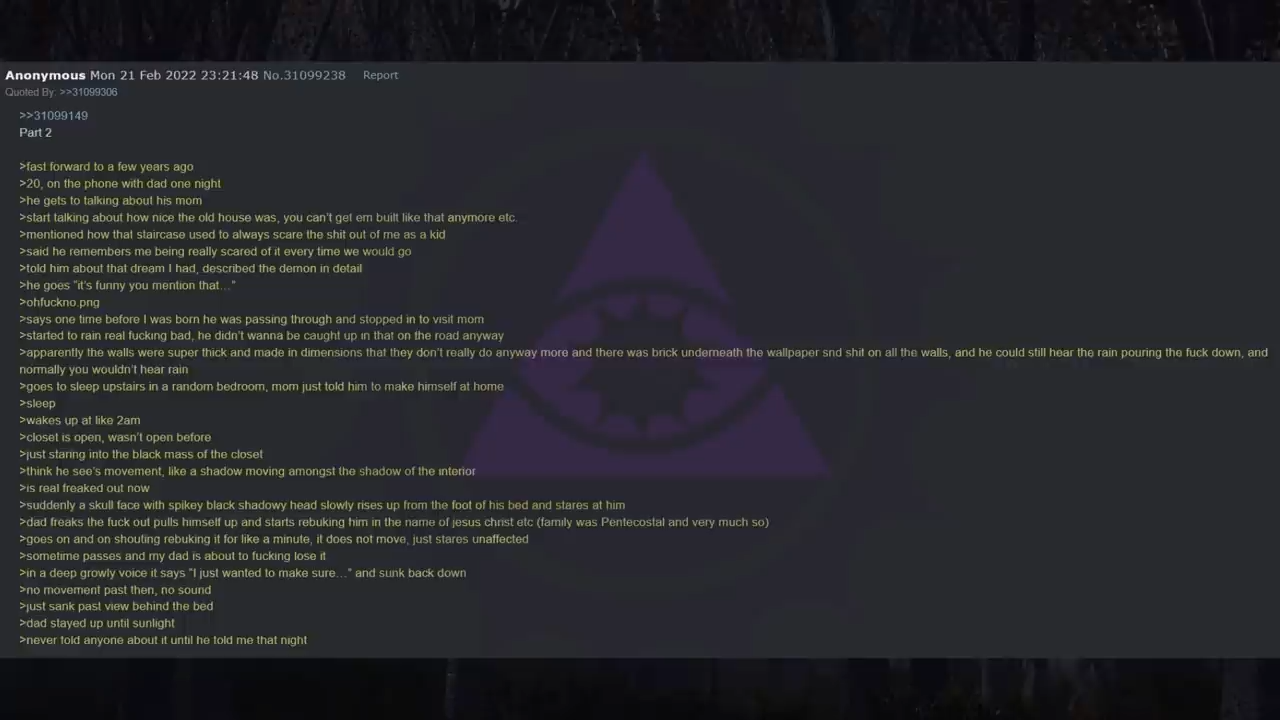 Anonymous Mon 21 Feb 2022 23:21:48 No.31099238 Report
Quoted By: >>31099306
>>31099149
Part 2
>fast forward to a few years ago
>20, on the phone with dad one night
>he gets to talking about his mom
>start talking about how nice the old house was, you can't get em built like that anymore etc.
>mentioned how that staircase used to always scare the shit out of me as a kid
>said he remembers me being really scared of it every time we would go
>told him about that dream I had, described the demon in detail
>he goes "it's funny you mention that…"
>ohfuckno.png
>says one time before I was born he was passing through and stopped in to visit mom
>started to rain real fucking bad, he didn't wanna be caught up in that on the road anyway
>apparently the walls were super thick and made in dimensions that they don't really do anyway more and there was brick underneath the wallpaper snd shit on all the walls, and he could still hear the rain pouring the fuck down, and
normally you wouldn't hear rain
>goes to sleep upstairs in a random bedroom, mom just told him to make himself at home
>sleep
>wakes up at like 2am
>closet is open, wasn't open before
>just staring into the black mass of the closet
>think he see's movement, like a shadow moving amongst the shadow of the interior
>is real freaked out now
>suddenly a skull face with spikey black shadowy head slowly rises up from the foot of his bed and stares at him
>dad freaks the fuck out pulls himself up and starts rebuking him in the name of jesus christ etc (family was Pentecostal and very much so)
>goes on and on shouting rebuking it for like a minute, it does not move, just stares unaffected
>sometime passes and my dad is about to fucking lose it
>in a deep growly voice it says "I just wanted to make sure…" and sunk back down
>no movement past then, no sound
>just sank past view behind the bed
>dad stayed up until sunlight
>never told anyone about it until he told me that night